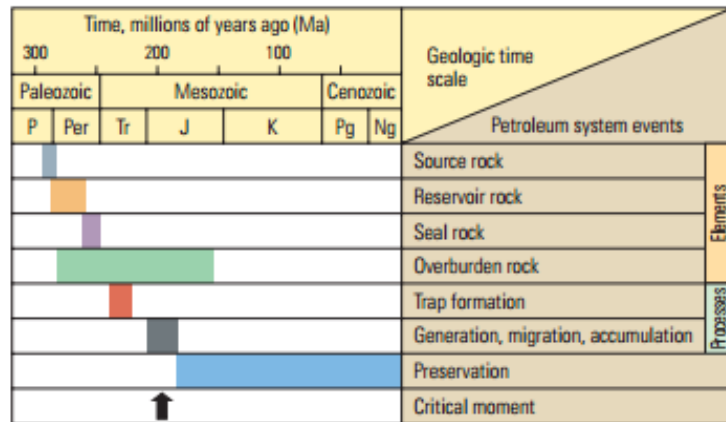 Time, millions of years ago (Ma)
300 200 100
Paleozoic Mesozoic Cenozoic
P Per Tr J K Pg Ng
Geologic time
scale
Petroleum system events
Source rock
Reservoir rock
Seal rock
Overburden rock
Elements
Trap formation
Generation, migration, accumulation
Processes
Preservation
Critical moment